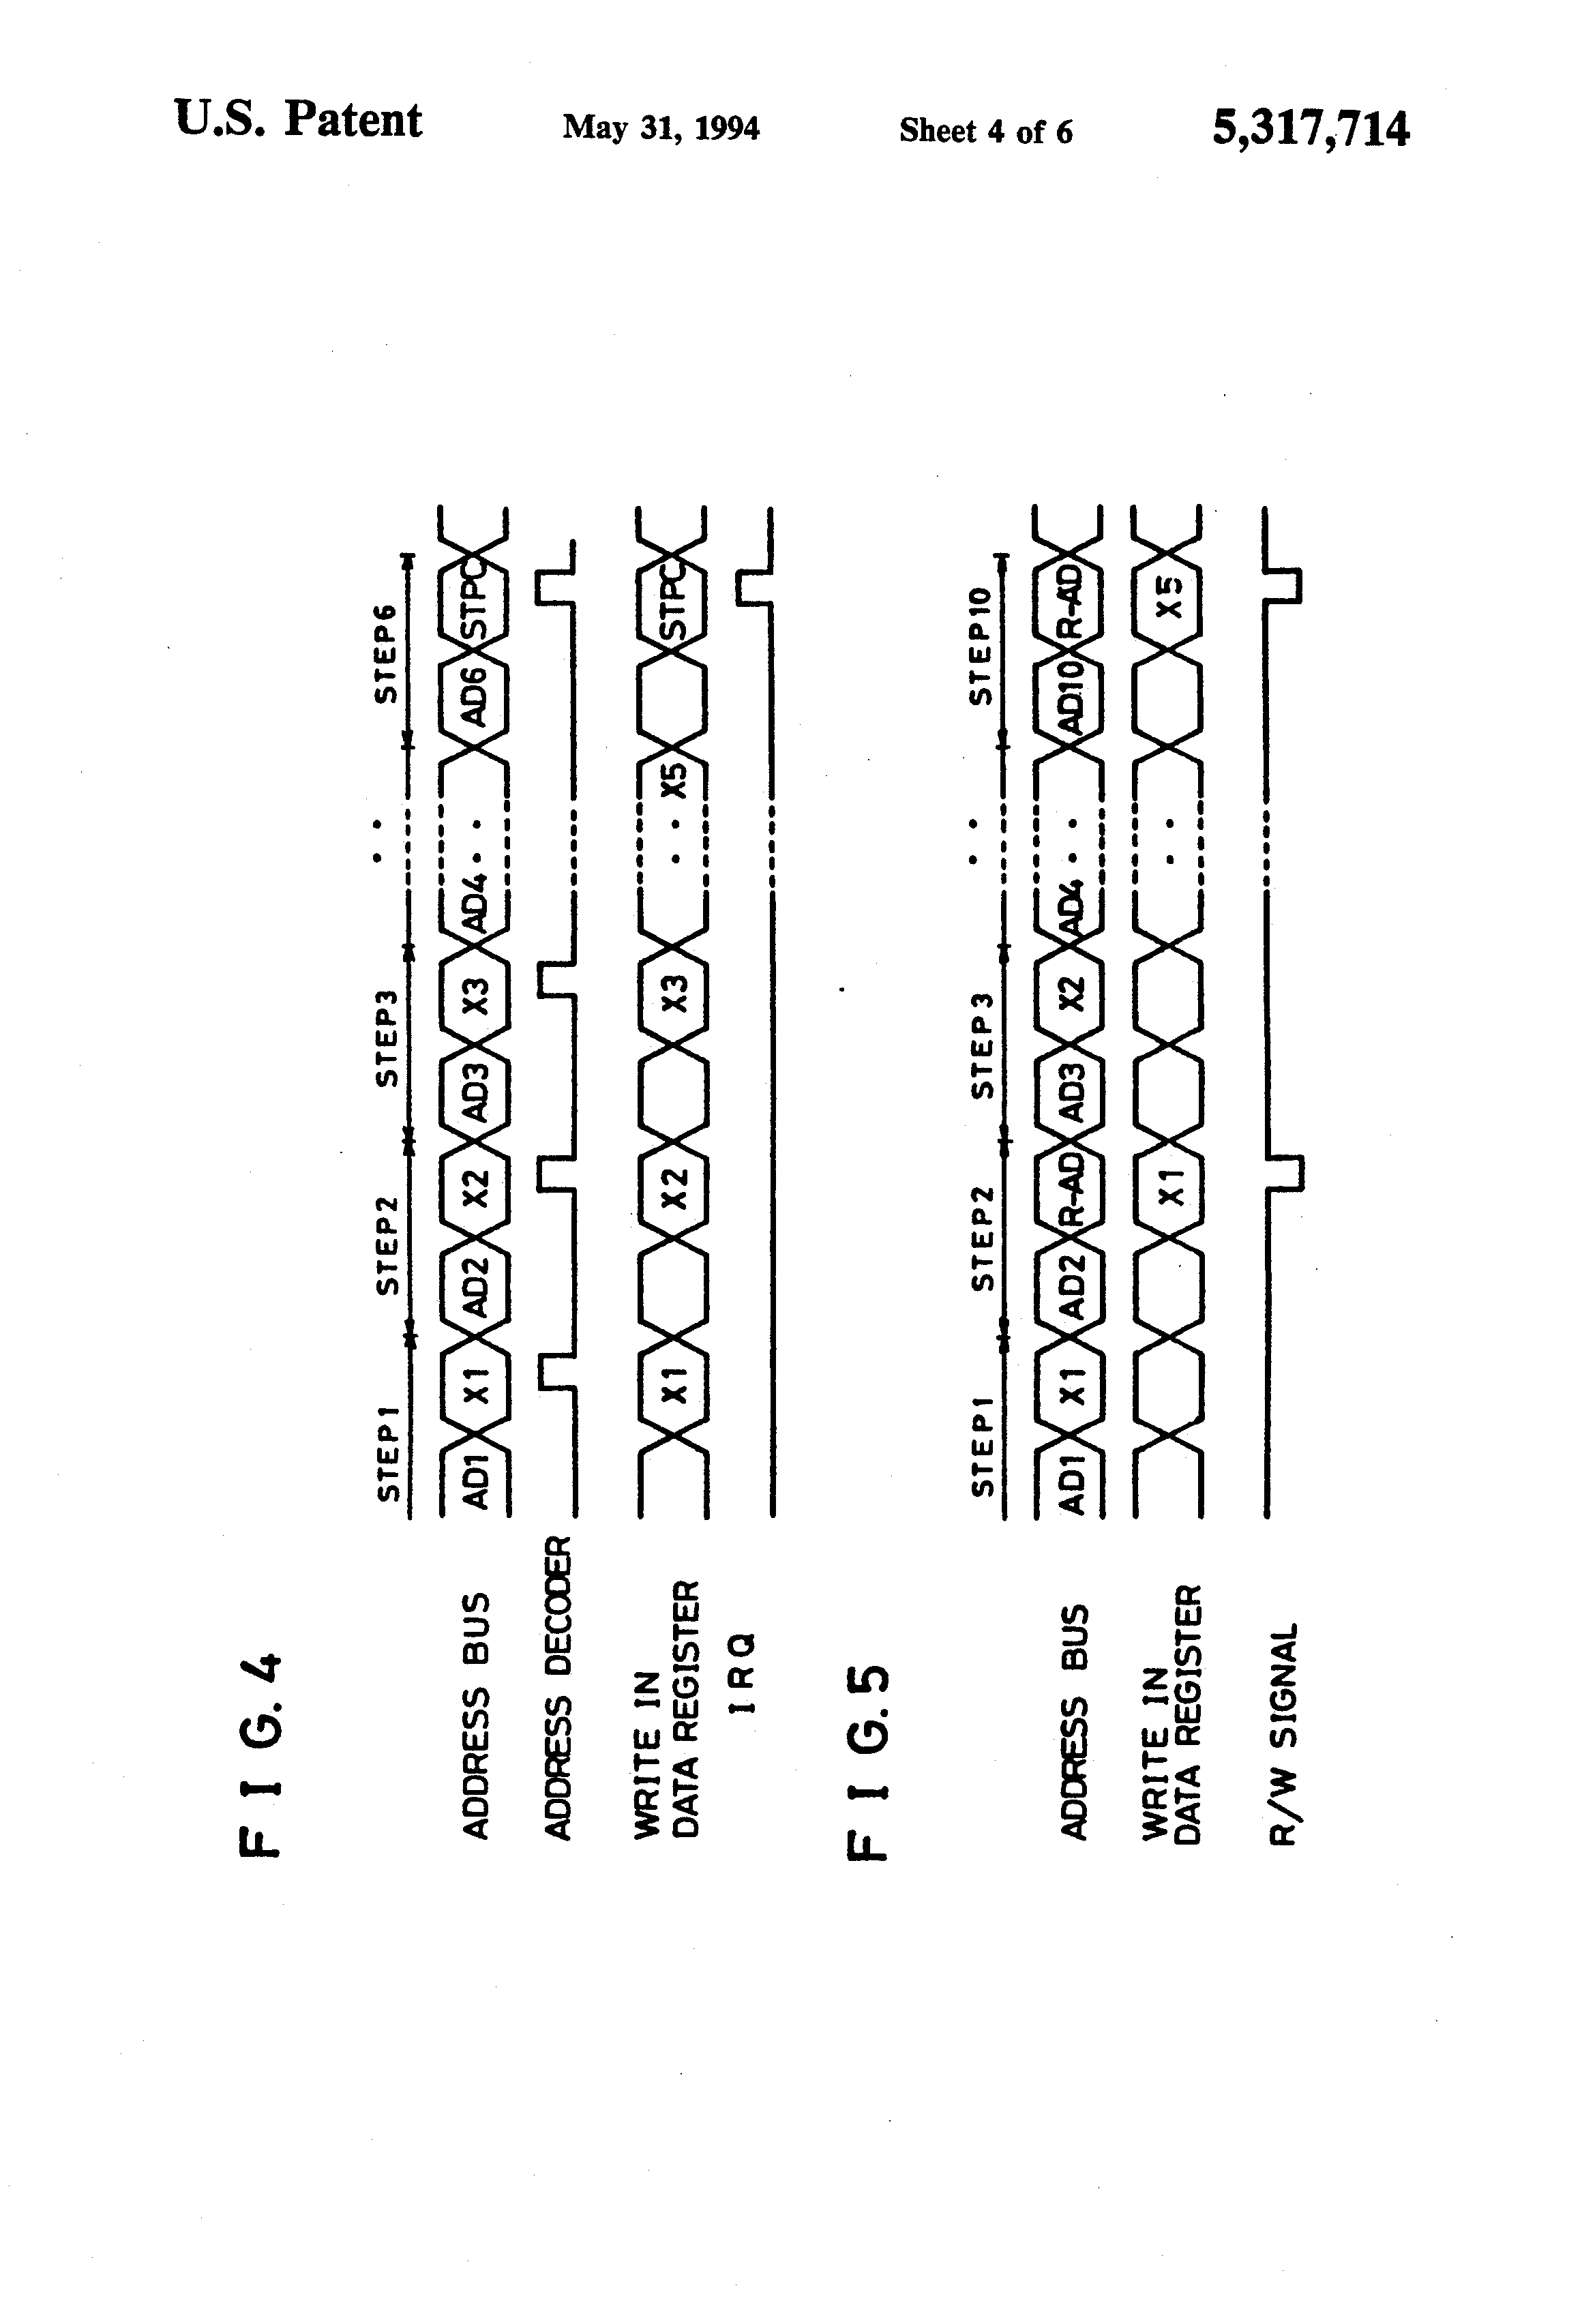 U.S. Patent May 31, 1994 Sheet 4 of 6 5,317,714
FIG. 4
STEP1 STEP2 STEP3 . . STEP6
ADDRESS BUS AD1 X1 AD2 X2 AD3 X3 AD4 . . AD6 STPC
ADDRESS DECODER
WRITE IN
DATA REGISTER X1 X2 X3 . . X5 STPC
IRQ
FIG.5
STEP1 STEP2 STEP3 . . STEP10
ADDRESS BUS AD1 X1 AD2 R-AD AD3 X2 AD4 . . AD10 R-AD
WRITE IN
DATA REGISTER X1 . . X5
R/W SIGNAL